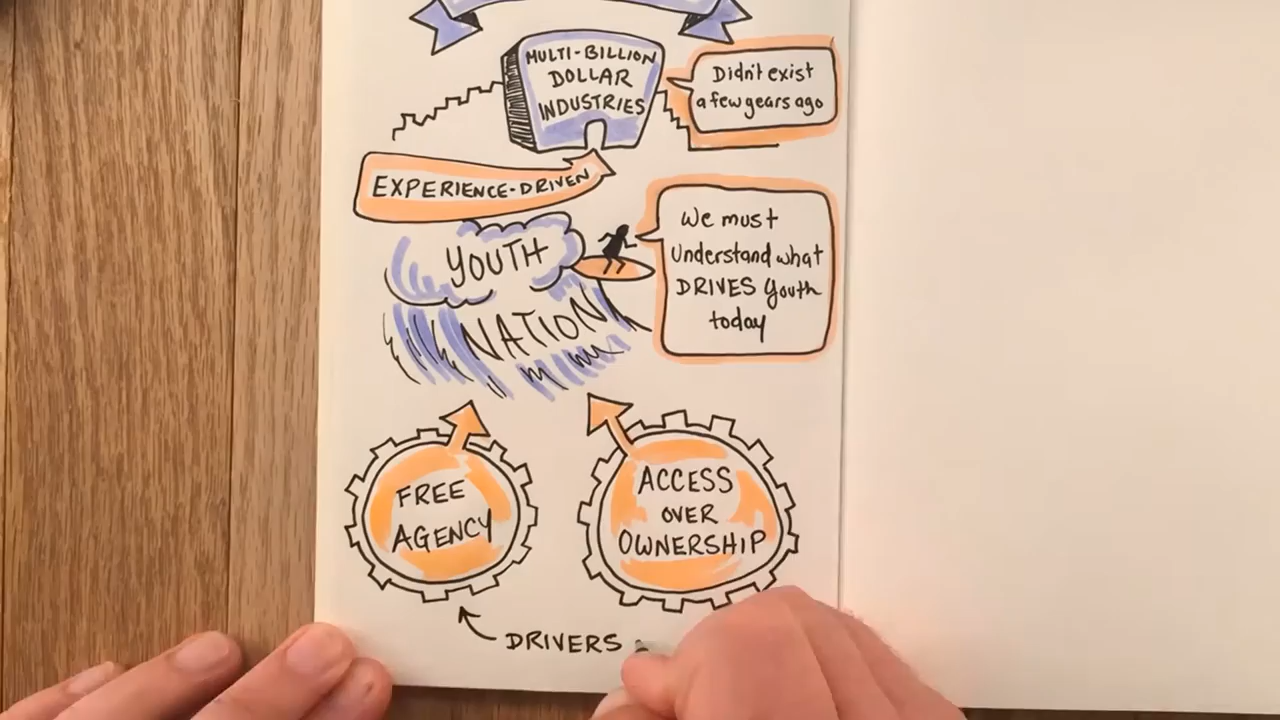 MULTI-BILLION
DOLLAR
INDUSTRIES
Didn't exist
a few years ago
EXPERIENCE-DRIVEN
YOUTH
NATION
We must
Understand what
DRIVES Youth
today
FREE
AGENCY
ACCESS
OVER
OWNERSHIP
DRIVERS